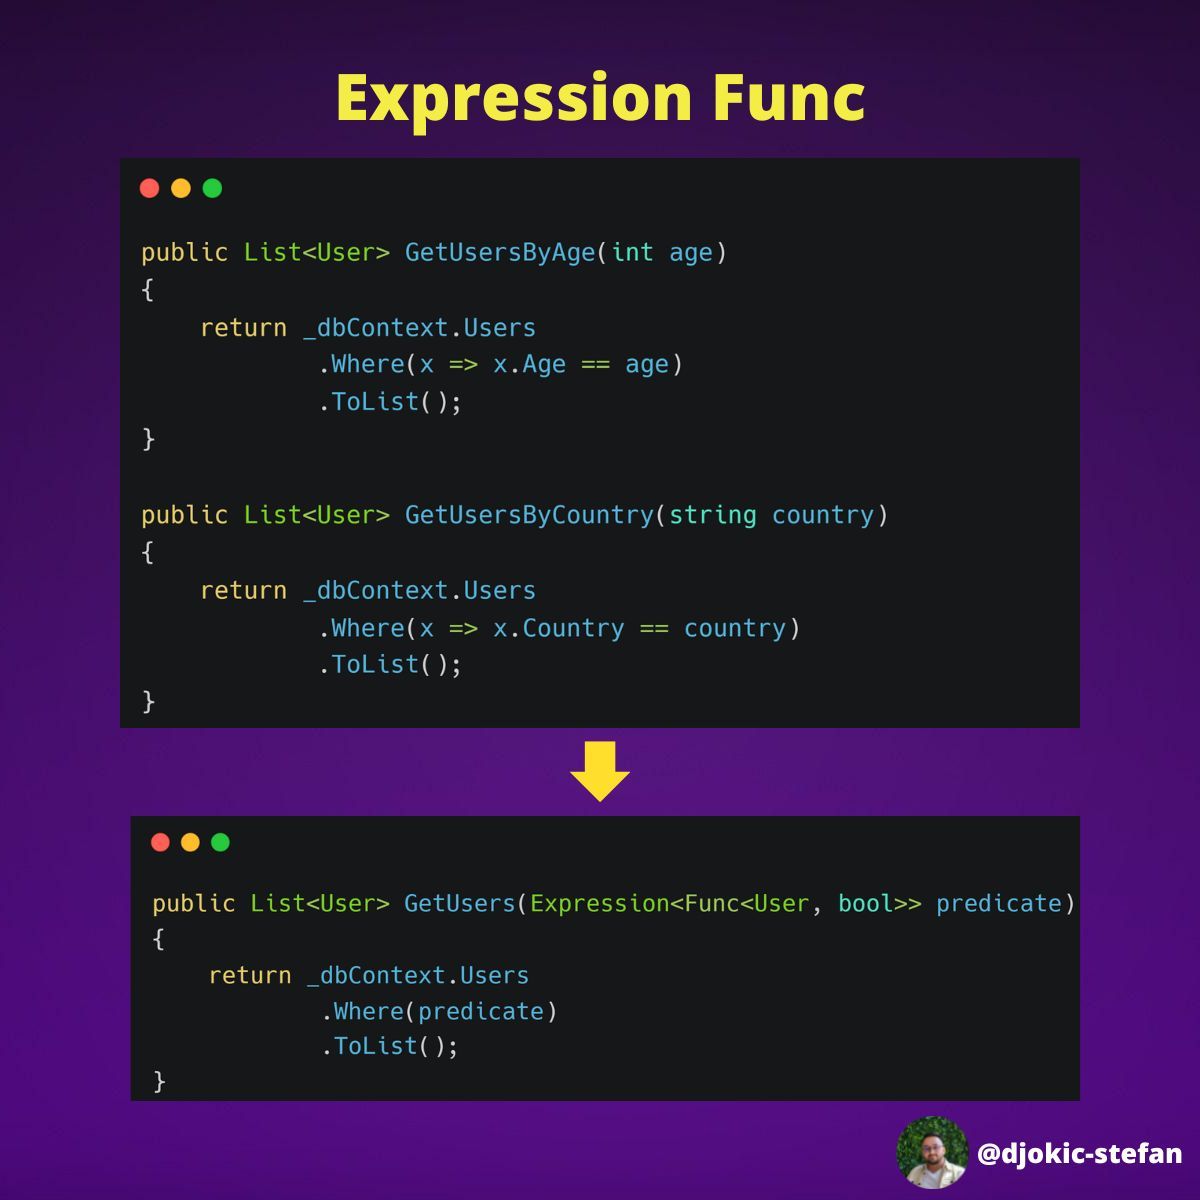 Expression Func
public List<User> GetUsersByAge(int age)
{
    return _dbContext.Users
            .Where(x => x.Age == age)
            .ToList();
}
public List<User> GetUsersByCountry(string country)
{
    return _dbContext.Users
            .Where(x => x.Country == country)
            .ToList();
}
public List<User> GetUsers(Expression<Func<User, bool>> predicate)
{
    return _dbContext.Users
            .Where(predicate)
            .ToList();
}
@djokic-stefan